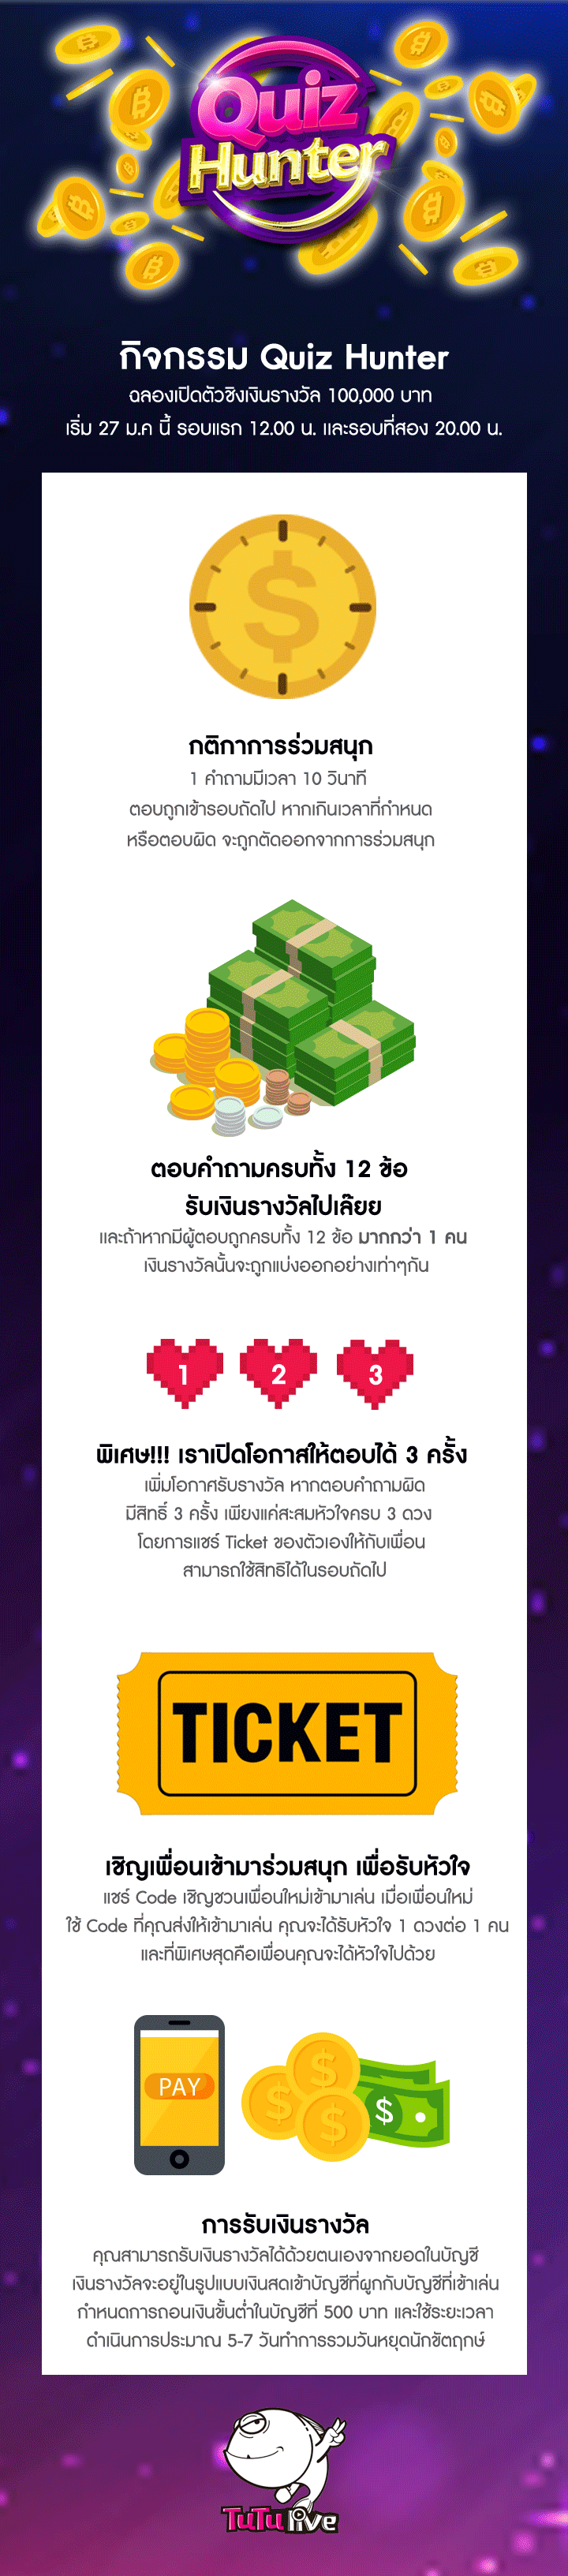 Quiz
Hunter
กิจกรรม Quiz Hunter
ฉลองเปิดตัวชิงเงินรางวัล 100,000 บาท
เริ่ม 27 ม.ค นี้ รอบแรก 12.00 น. และรอบที่สอง 20.00 น.
$
กติกาการร่วมสนุก
1 คำถามมีเวลา 10 วินาที
ตอบถูกเข้ารอบถัดไป หากเกินเวลาที่กำหนด
หรือตอบผิด จะถูกตัดออกจากการร่วมสนุก
ตอบคำถามครบทั้ง 12 ข้อ
รับเงินรางวัลไปเล๊ยย
และถ้าหากมีผู้ตอบถูกครบทั้ง 12 ข้อ มากกว่า 1 คน
เงินรางวัลนั้นจะถูกแบ่งออกอย่างเท่าๆกัน
1 2 3
พิเศษ!!! เราเปิดโอกาสให้ตอบได้ 3 ครั้ง
เพิ่มโอกาสรับรางวัล หากตอบคำถามผิด
มีสิทธิ์ 3 ครั้ง เพียงแค่สะสมหัวใจครบ 3 ดวง
โดยการแชร์ Ticket ของตัวเองให้กับเพื่อน
สามารถใช้สิทธิได้ในรอบถัดไป
TICKET
เชิญเพื่อนเข้ามาร่วมสนุก เพื่อรับหัวใจ
แชร์ Code เชิญชวนเพื่อนใหม่เข้ามาเล่น เมื่อเพื่อนใหม่
ใช้ Code ที่คุณส่งให้เข้ามาเล่น คุณจะได้รับหัวใจ 1 ดวงต่อ 1 คน
และที่พิเศษสุดคือเพื่อนคุณจะได้หัวใจไปด้วย
PAY $ $ $ $
การรับเงินรางวัล
คุณสามารถรับเงินรางวัลได้ด้วยตนเองจากยอดในบัญชี
เงินรางวัลจะอยู่ในรูปแบบเงินสดเข้าบัญชีที่ผูกกับบัญชีที่เข้าเล่น
กำหนดการถอนเงินขั้นต่ำในบัญชีที่ 500 บาท และใช้ระยะเวลา
ดำเนินการประมาณ 5-7 วันทำการรวมวันหยุดนักขัตฤกษ์
TuTu live